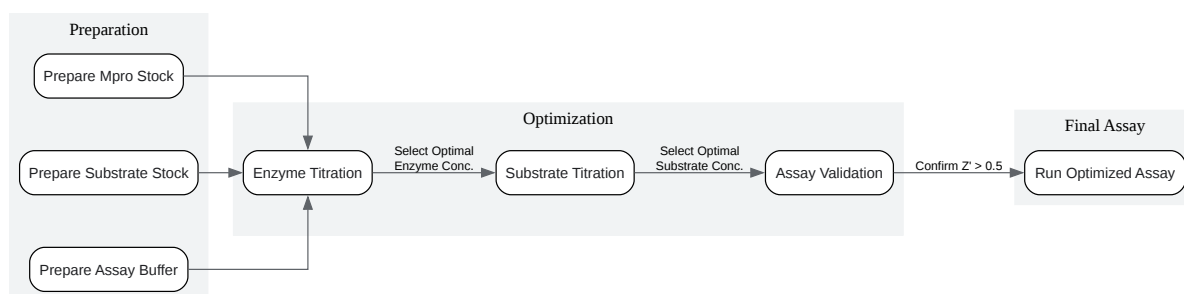 Preparation
Prepare Mpro Stock
Prepare Substrate Stock
Prepare Assay Buffer
Optimization
Enzyme Titration
Select Optimal
Enzyme Conc.
Substrate Titration
Select Optimal
Substrate Conc.
Assay Validation
Confirm Z' > 0.5
Final Assay
Run Optimized Assay